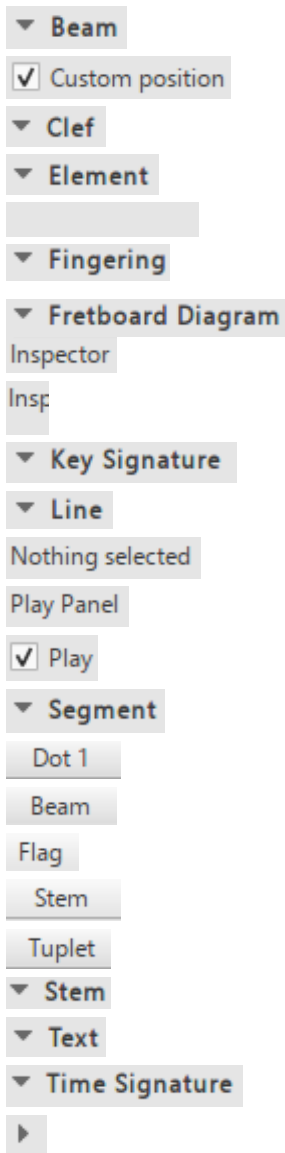 Beam
Custom position
Clef
Element
Fingering
Fretboard Diagram
Inspector
Insp
Key Signature
Line
Nothing selected
Play Panel
Play
Segment
Dot 1
Beam
Flag
Stem
Tuplet
Stem
Text
Time Signature